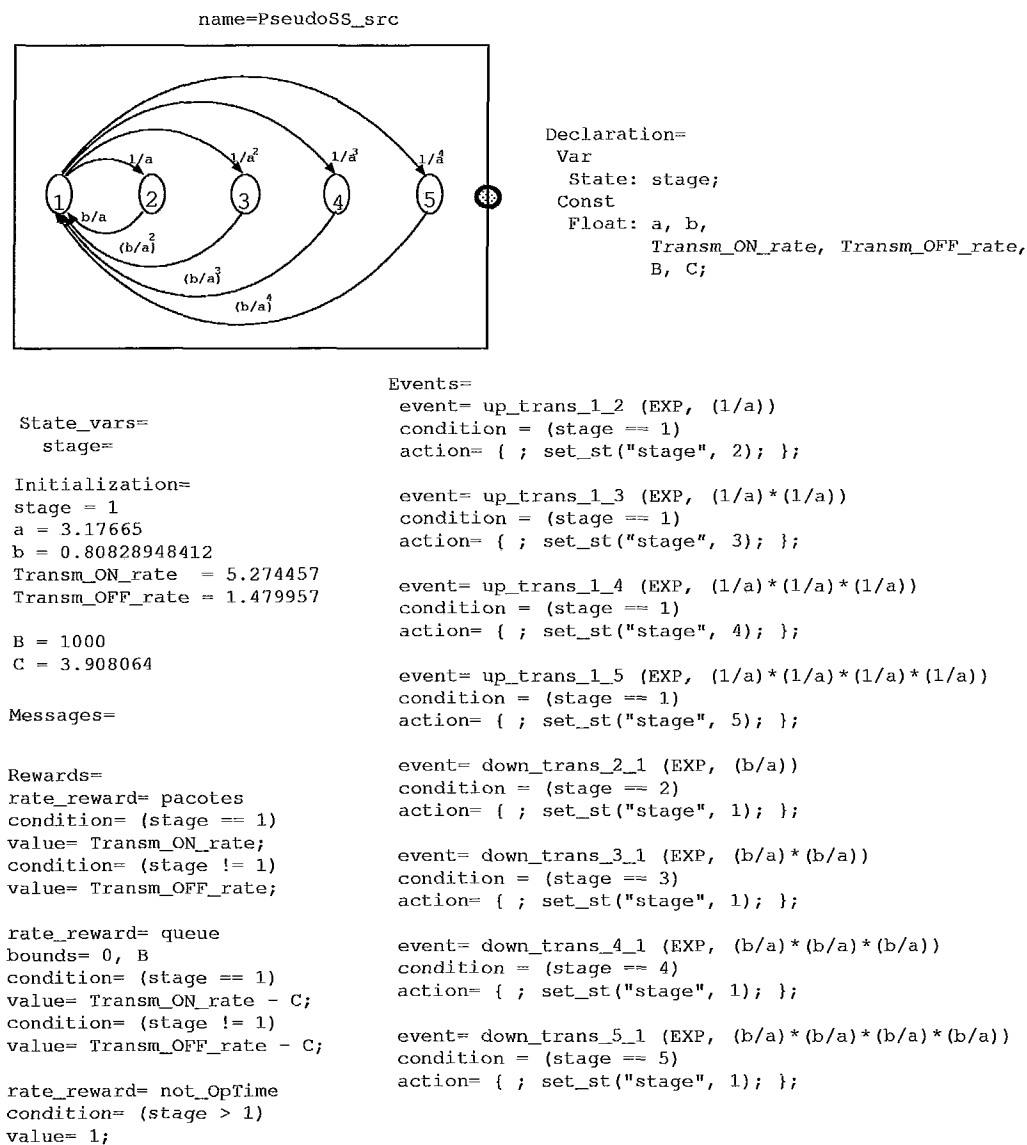 name=PseudoSS_src
1/a
1/a²
1/a³
1/a⁴
1
2
3
4
5
b/a
(b/a)²
(b/a)³
(b/a)⁴
Declaration=
Var
State: stage;
Const
Float: a, b,
Transm_ON_rate, Transm_OFF_rate,
B, C;
State_vars=
stage=
Initialization=
stage = 1
a = 3.17665
b = 0.80828948412
Transm_ON_rate = 5.274457
Transm_OFF_rate = 1.479957
B = 1000
C = 3.908064
Messages=
Rewards=
rate_reward= pacotes
condition= (stage == 1)
value= Transm_ON_rate;
condition= (stage != 1)
value= Transm_OFF_rate;
rate_reward= queue
bounds= 0, B
condition= (stage == 1)
value= Transm_ON_rate - C;
condition= (stage != 1)
value= Transm_OFF_rate - C;
rate_reward= not_OpTime
condition= (stage > 1)
value= 1;
Events=
event= up_trans_1_2 (EXP, (1/a))
condition = (stage == 1)
action= { ; set_st("stage", 2); };
event= up_trans_1_3 (EXP, (1/a)*(1/a))
condition = (stage == 1)
action= { ; set_st("stage", 3); };
event= up_trans_1_4 (EXP, (1/a)*(1/a)*(1/a))
condition = (stage == 1)
action= { ; set_st("stage", 4); };
event= up_trans_1_5 (EXP, (1/a)*(1/a)*(1/a)*(1/a))
condition = (stage == 1)
action= { ; set_st("stage", 5); };
event= down_trans_2_1 (EXP, (b/a))
condition = (stage == 2)
action= { ; set_st("stage", 1); };
event= down_trans_3_1 (EXP, (b/a)*(b/a))
condition = (stage == 3)
action= { ; set_st("stage", 1); };
event= down_trans_4_1 (EXP, (b/a)*(b/a)*(b/a))
condition = (stage == 4)
action= { ; set_st("stage", 1); };
event= down_trans_5_1 (EXP, (b/a)*(b/a)*(b/a)*(b/a))
condition = (stage == 5)
action= { ; set_st("stage", 1); };